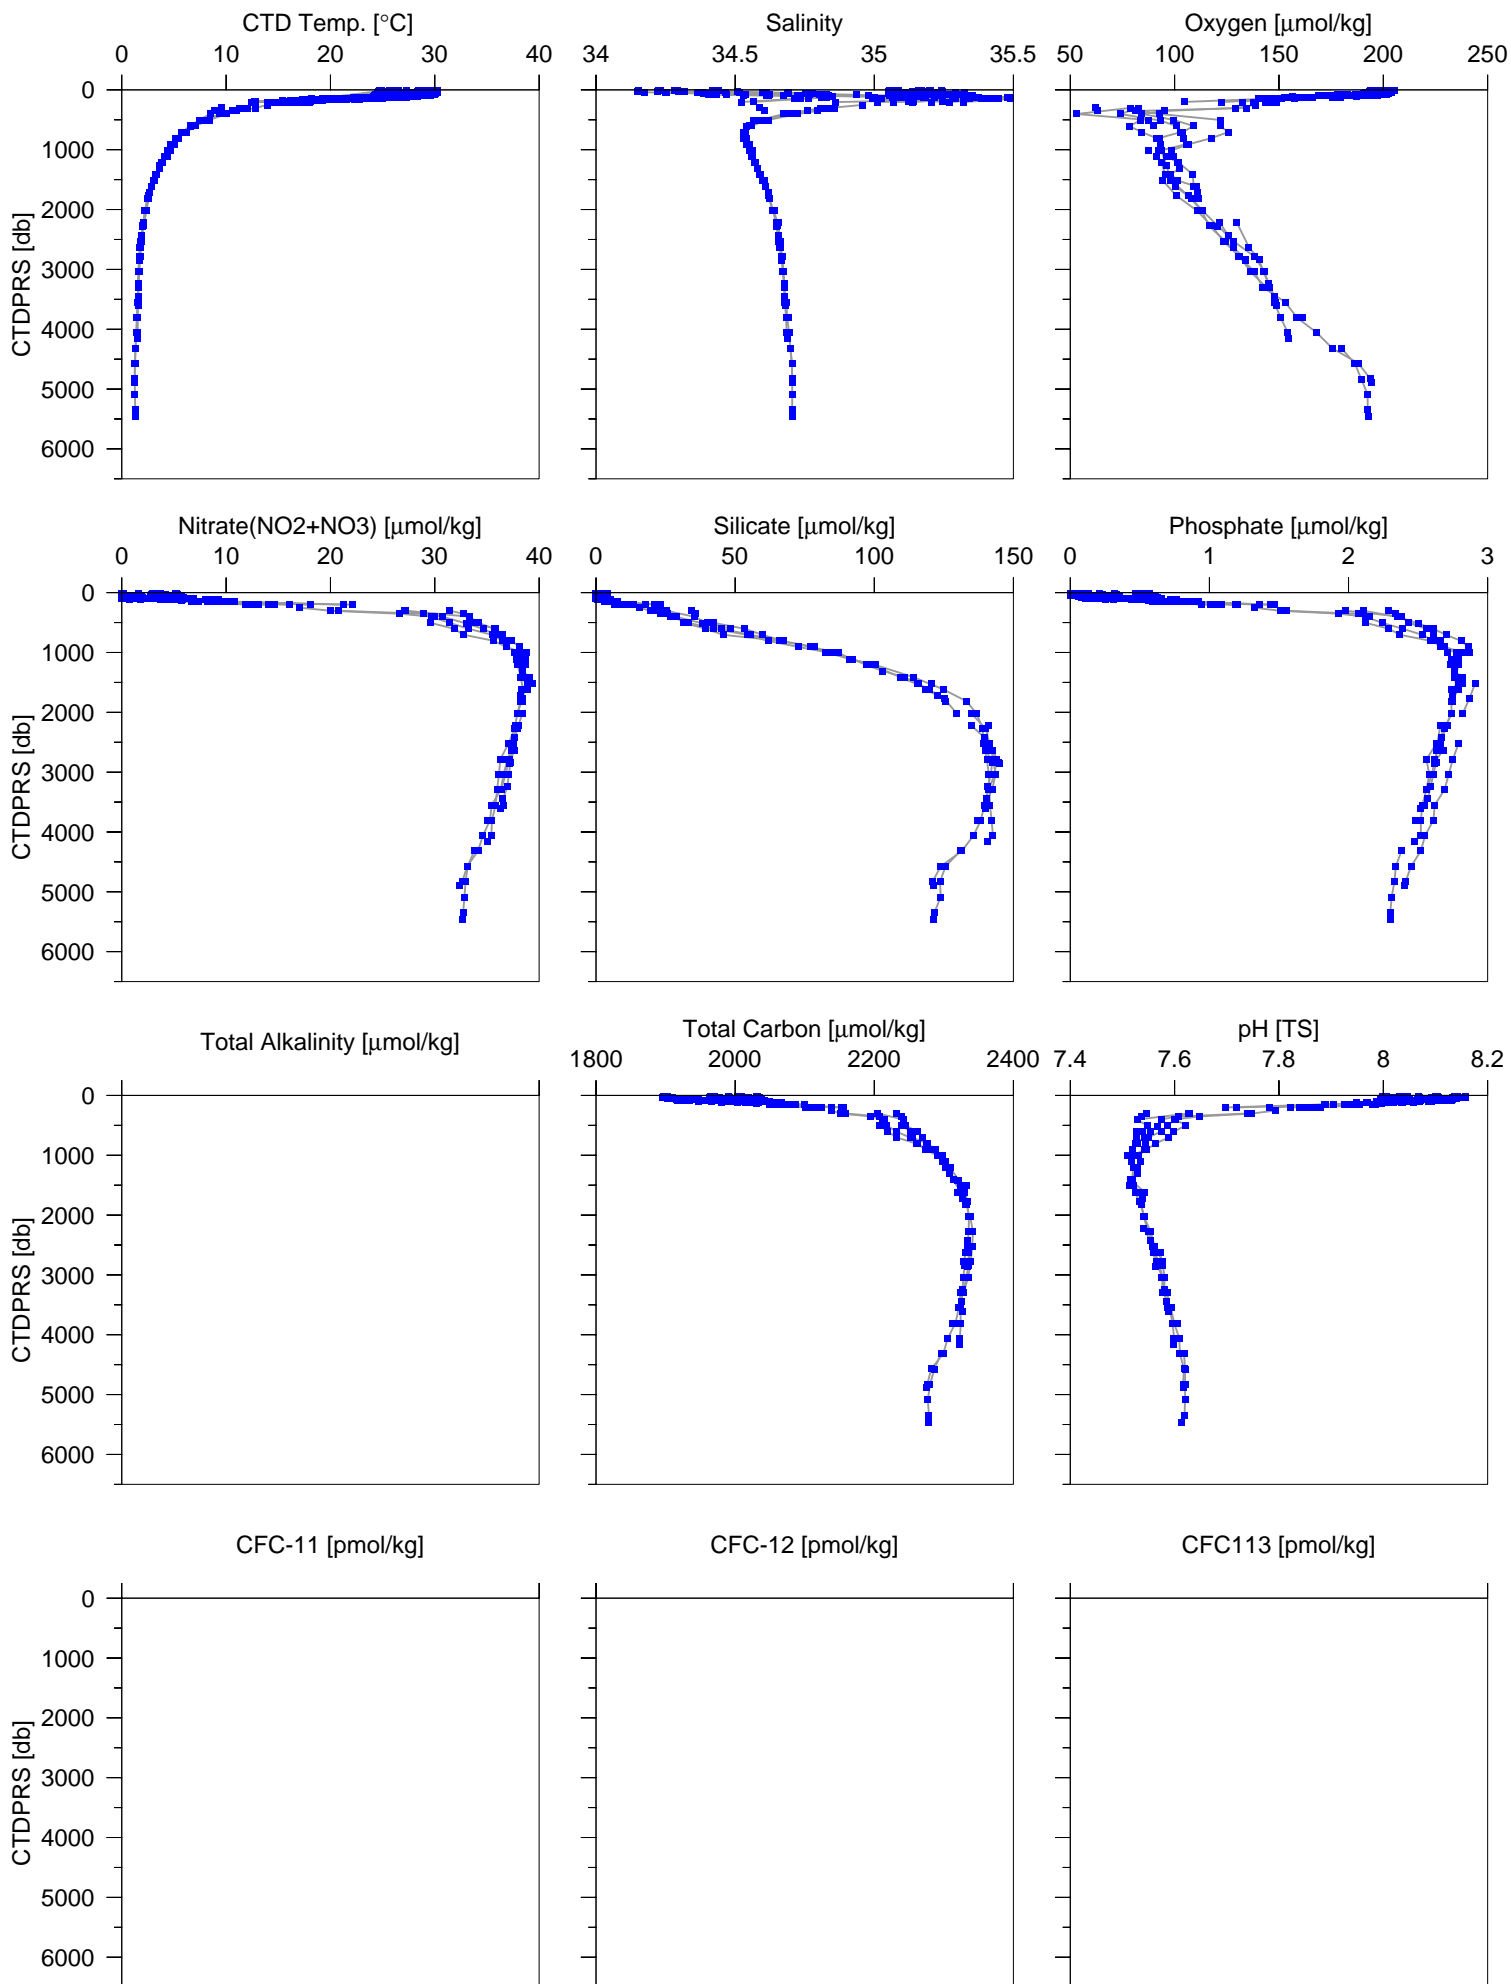 CTD Temp. [°C] Salinity Oxygen [µmol/kg]
0 10 20 30 40 34 34.5 35 35.5 50 100 150 200 250
0
1000
2000
3000
4000
5000
6000
CTDPRS [db]
Nitrate(NO2+NO3) [µmol/kg] Silicate [µmol/kg] Phosphate [µmol/kg]
0 10 20 30 40 0 50 100 150 0 1 2 3
0
1000
2000
3000
4000
5000
6000
CTDPRS [db]
Total Alkalinity [µmol/kg] Total Carbon [µmol/kg] pH [TS]
1800 2000 2200 2400 7.4 7.6 7.8 8 8.2
0
1000
2000
3000
4000
5000
6000
CTDPRS [db]
CFC-11 [pmol/kg] CFC-12 [pmol/kg] CFC113 [pmol/kg]
0
1000
2000
3000
4000
5000
6000
CTDPRS [db]